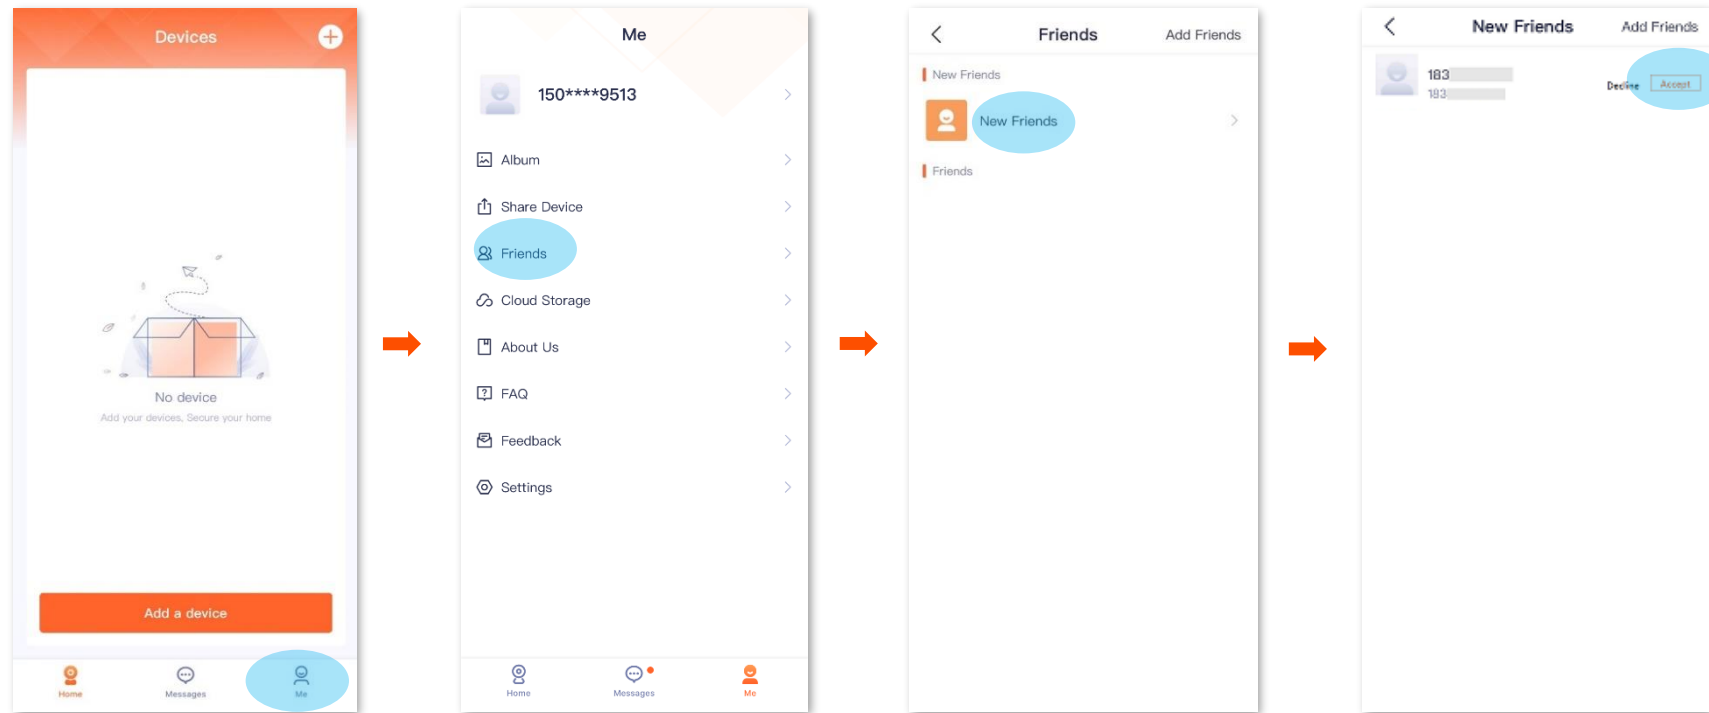 Devices
No device
Add your devices, Secure your home
Add a device
Home
Messages
Me
Me
150****9513
Album
Share Device
Friends
Cloud Storage
About Us
FAQ
Feedback
Settings
Home
Messages
Me
Friends
Add Friends
New Friends
New Friends
Friends
New Friends
Add Friends
183
183
Decline
Accept